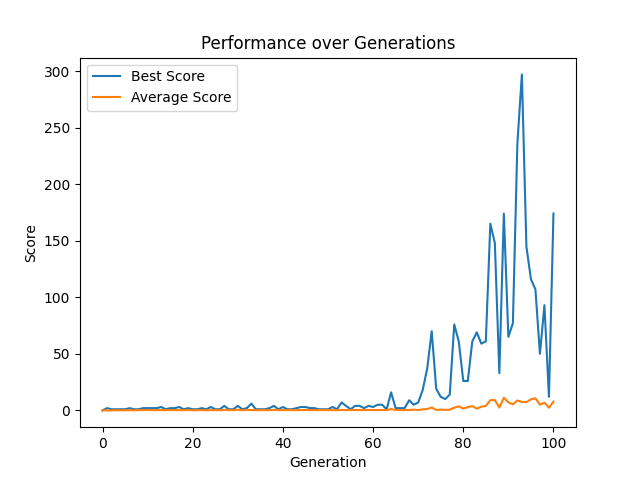 Performance over Generations
Best Score
Average Score
300
250
200
150
100
50
0
Score
0 20 40 60 80 100
Generation